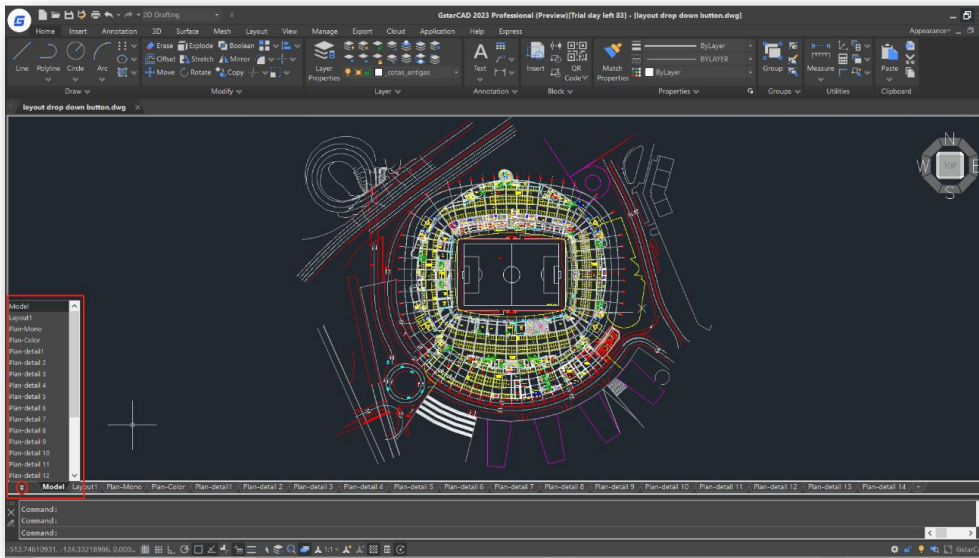 2D Drafting
GstarCAD 2023 Professional (Preview)[Trial day left 83] - [layout drop down button.dwg]
Home Insert Annotation 3D Surface Mesh Layout View Manage Export Cloud Application Help Express Appearance
Line Polyline Circle Arc
Erase Explode Boolean
Offset Stretch Mirror
Move Rotate Copy
Layer Properties
_cotas_antigas
Text
Insert QR Code
Match Properties
ByLayer
BYLAYER
ByLayer
Group Measure Paste
Draw Modify Layer Annotation Block Properties Groups Utilities Clipboard
layout drop down button.dwg
N
W TOP E
S
Model
Layout1
Plan-Mono
Plan-Color
Plan-detail1
Plan-detail 2
Plan-detail 3
Plan-detail 4
Plan-detail 5
Plan-detail 6
Plan-detail 7
Plan-detail 8
Plan-detail 9
Plan-detail 10
Plan-detail 11
Plan-detail 12
Model Layout1 Plan-Mono Plan-Color Plan-detail1 Plan-detail 2 Plan-detail 3 Plan-detail 4 Plan-detail 5 Plan-detail 6 Plan-detail 7 Plan-detail 8 Plan-detail 9 Plan-detail 10 Plan-detail 11 Plan-detail 12 Plan-detail 13 Plan-detail 14 +
Command:
Command:
Command:
1:1